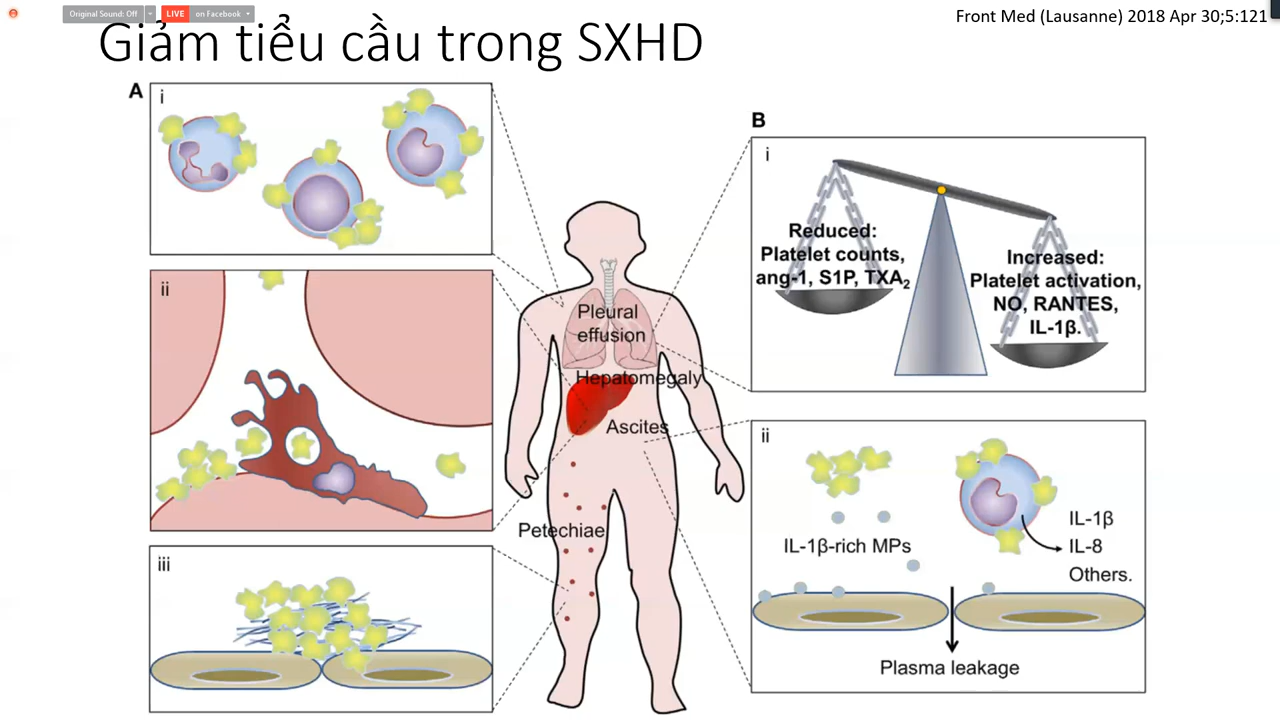 Original Sound: Off
LIVE
on Facebook
Front Med (Lausanne) 2018 Apr 30;5:121
Giảm tiểu cầu trong SXHD
A
i
ii
iii
Pleural
effusion
Hepatomegaly
Ascites
Petechiae
B
i
Reduced:
Platelet counts,
ang-1, S1P, TXA₂
Increased:
Platelet activation,
NO, RANTES,
IL-1β.
ii
IL-1β-rich MPs
IL-1β
IL-8
Others.
Plasma leakage